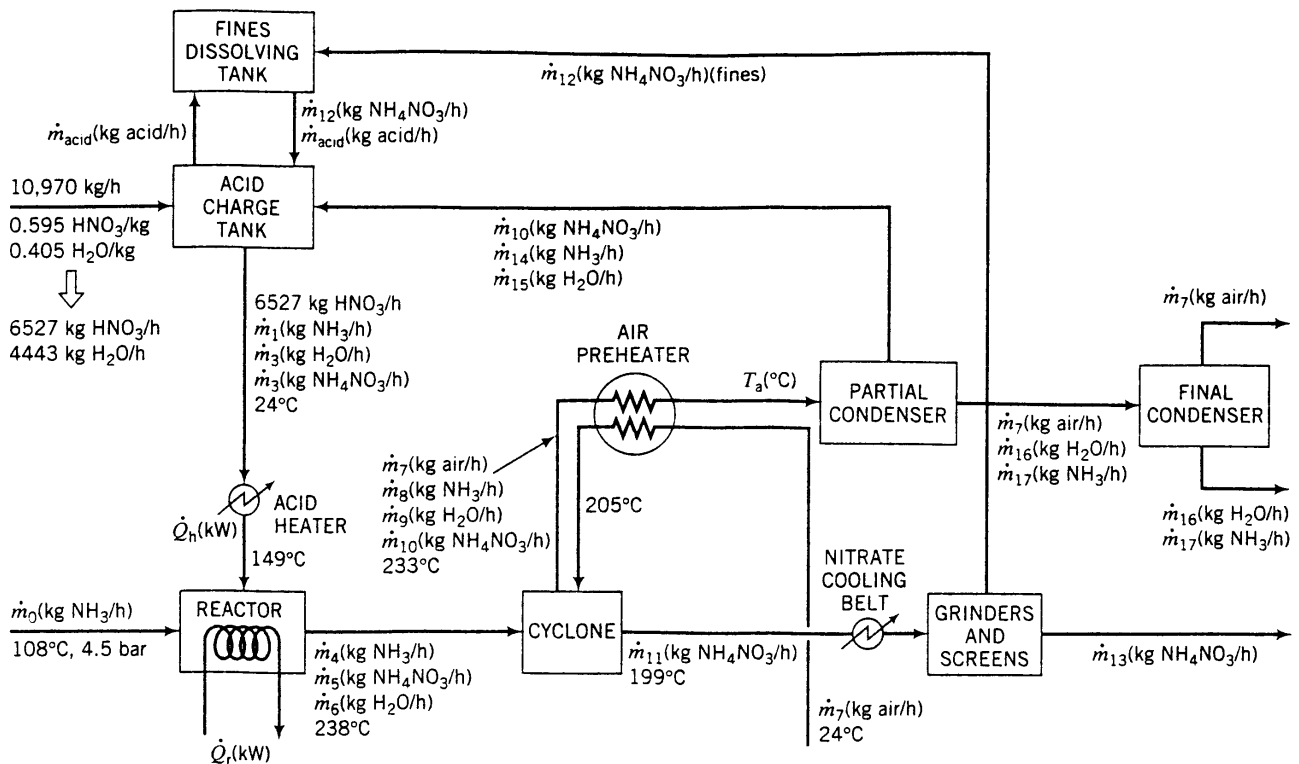 FINES
DISSOLVING
TANK
ṁ12(kg NH4NO3/h)(fines)
ṁacid(kg acid/h)
ṁ12(kg NH4NO3/h)
ṁacid(kg acid/h)
10,970 kg/h
0.595 HNO3/kg
0.405 H2O/kg
6527 kg HNO3/h
4443 kg H2O/h
ACID
CHARGE
TANK
ṁ10(kg NH4NO3/h)
ṁ14(kg NH3/h)
ṁ15(kg H2O/h)
6527 kg HNO3/h
ṁ1(kg NH3/h)
ṁ3(kg H2O/h)
ṁ3(kg NH4NO3/h)
24°C
AIR
PREHEATER
Ta(°C)
PARTIAL
CONDENSER
ṁ7(kg air/h)
FINAL
CONDENSER
ṁ7(kg air/h)
ṁ16(kg H2O/h)
ṁ17(kg NH3/h)
ṁ16(kg H2O/h)
ṁ17(kg NH3/h)
ṁ7(kg air/h)
ṁ8(kg NH3/h)
ṁ9(kg H2O/h)
ṁ10(kg NH4NO3/h)
233°C
205°C
ACID
HEATER
Q̇h(kW)
149°C
NITRATE
COOLING
BELT
ṁ0(kg NH3/h)
108°C, 4.5 bar
REACTOR
Q̇r(kW)
ṁ4(kg NH3/h)
ṁ5(kg NH4NO3/h)
ṁ6(kg H2O/h)
238°C
CYCLONE
ṁ11(kg NH4NO3/h)
199°C
ṁ7(kg air/h)
24°C
GRINDERS
AND
SCREENS
ṁ13(kg NH4NO3/h)